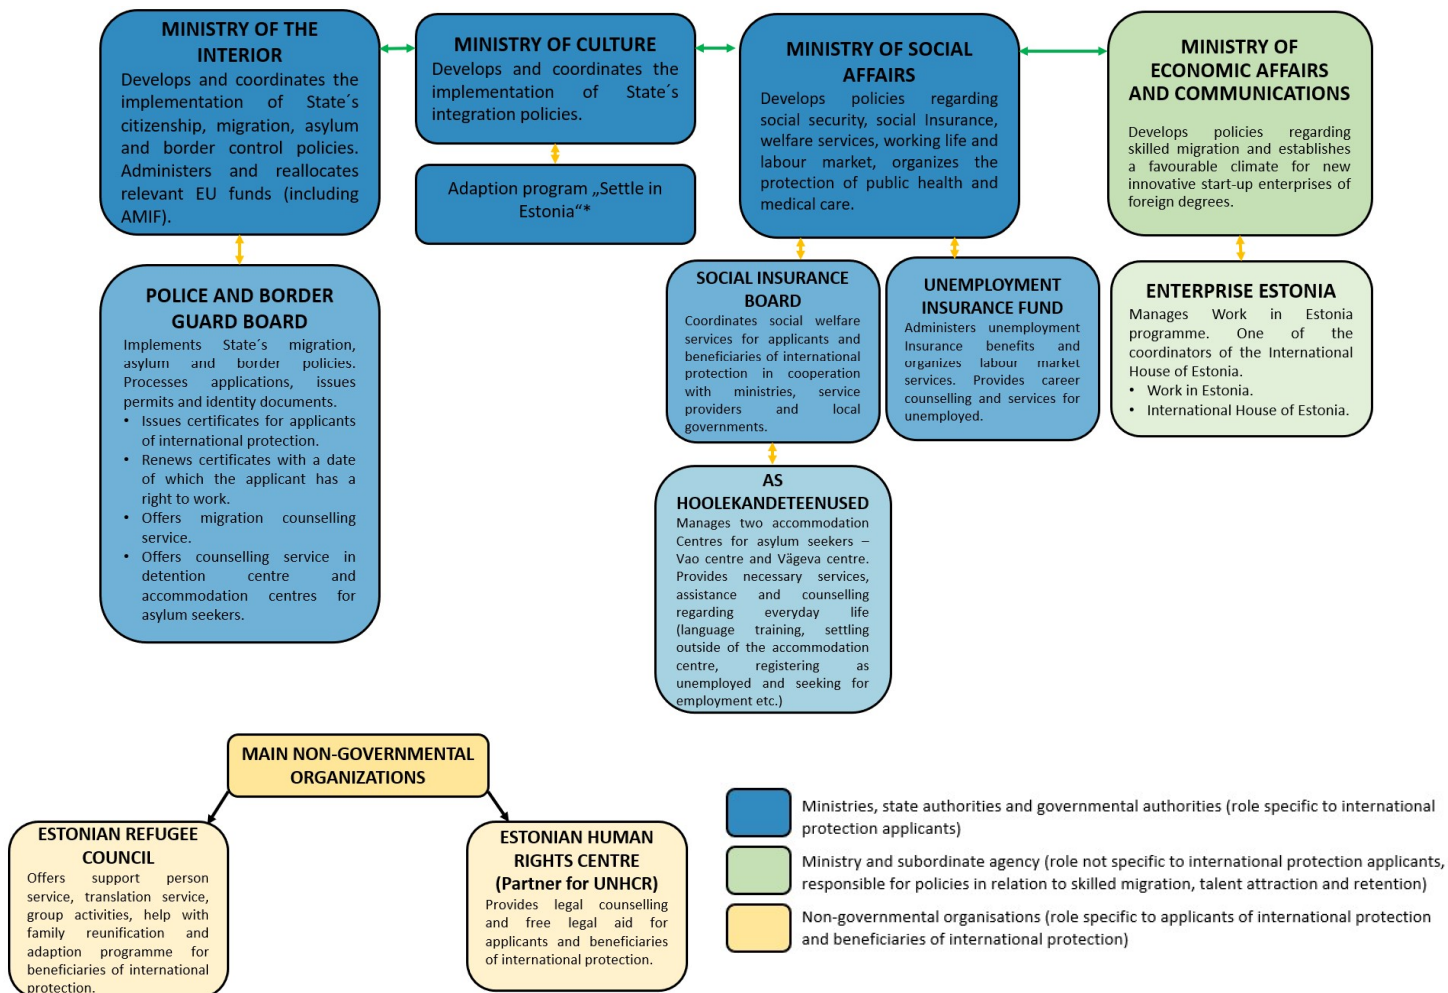 MINISTRY OF THE
INTERIOR
Develops and coordinates the
implementation of State´s
citizenship, migration, asylum
and border control policies.
Administers and reallocates
relevant EU funds (including
AMIF).
MINISTRY OF CULTURE
Develops and coordinates the
implementation of State´s
integration policies.
Adaption program „Settle in
Estonia“*
MINISTRY OF SOCIAL
AFFAIRS
Develops policies regarding
social security, social Insurance,
welfare services, working life and
labour market, organizes the
protection of public health and
medical care.
MINISTRY OF
ECONOMIC AFFAIRS
AND COMMUNICATIONS
Develops policies regarding
skilled migration and establishes
a favourable climate for new
innovative start-up enterprises of
foreign degrees.
POLICE AND BORDER
GUARD BOARD
Implements State´s migration,
asylum and border policies.
Processes applications, issues
permits and identity documents.
• Issues certificates for applicants
of international protection.
• Renews certificates with a date
of which the applicant has a
right to work.
• Offers migration counselling
service.
• Offers counselling service in
detention centre and
accommodation centres for
asylum seekers.
SOCIAL INSURANCE
BOARD
Coordinates social welfare
services for applicants and
beneficiaries of international
protection in cooperation
with ministries, service
providers and local
governments.
UNEMPLOYMENT
INSURANCE FUND
Administers unemployment
Insurance benefits and
organizes labour market
services. Provides career
counselling and services for
unemployed.
ENTERPRISE ESTONIA
Manages Work in Estonia
programme. One of the
coordinators of the International
House of Estonia.
• Work in Estonia.
• International House of Estonia.
AS
HOOLEKANDETEENUSED
Manages two accommodation
Centres for asylum seekers –
Vao centre and Vägeva centre.
Provides necessary services,
assistance and counselling
regarding everyday life
(language training, settling
outside of the accommodation
centre, registering as
unemployed and seeking for
employment etc.)
MAIN NON-GOVERNMENTAL
ORGANIZATIONS
ESTONIAN REFUGEE
COUNCIL
Offers support person
service, translation service,
group activities, help with
family reunification and
adaption programme for
beneficiaries of international
protection.
ESTONIAN HUMAN
RIGHTS CENTRE
(Partner for UNHCR)
Provides legal counselling
and free legal aid for
applicants and beneficiaries
of international protection.
Ministries, state authorities and governmental authorities (role specific to international
protection applicants)
Ministry and subordinate agency (role not specific to international protection applicants,
responsible for policies in relation to skilled migration, talent attraction and retention)
Non-governmental organisations (role specific to applicants of international protection
and beneficiaries of international protection)